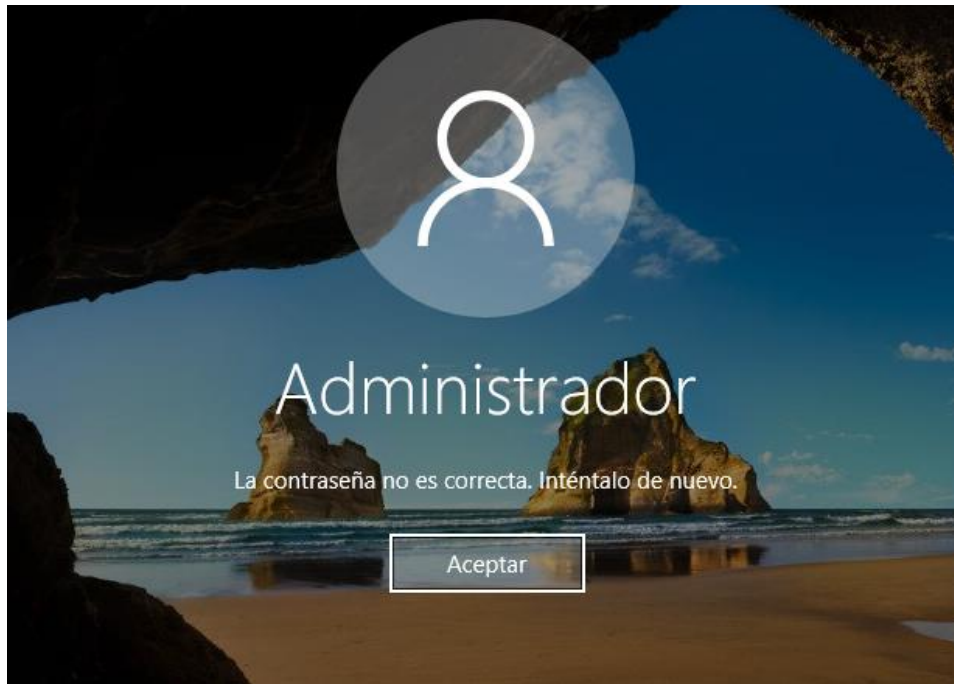 Administrador
La contraseña no es correcta. Inténtalo de nuevo.
Aceptar